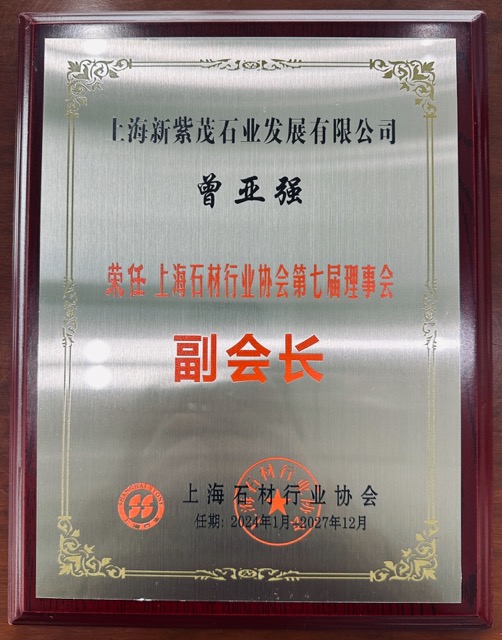 上海新紫茂石业发展有限公司
曾亚强
荣任 上海石材行业协会第七届理事会
副会长
上海石材行业协会
任期: 2024年1月-2027年12月